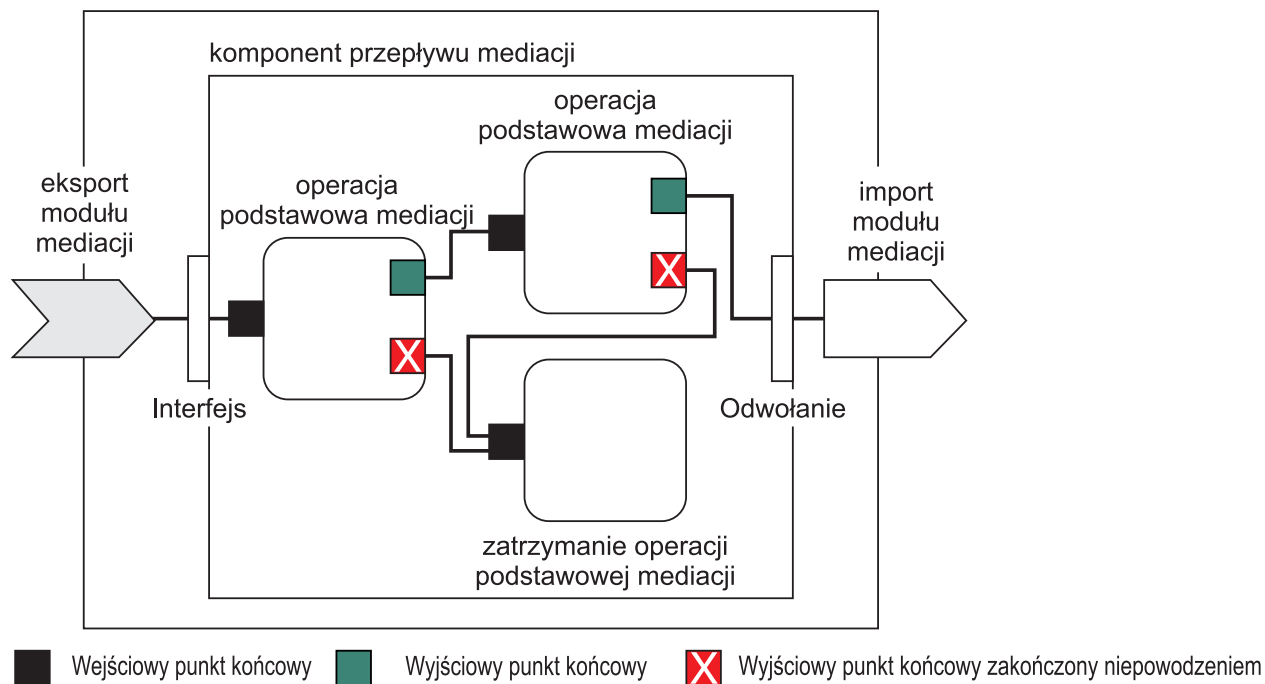 komponent przepływu mediacji
operacja
podstawowa mediacji
eksport
modułu
mediacji
operacja
podstawowa mediacji
import
modułu
mediacji
Interfejs
Odwołanie
zatrzymanie operacji
podstawowej mediacji
Wejściowy punkt końcowy
Wyjściowy punkt końcowy
Wyjściowy punkt końcowy zakończony niepowodzeniem